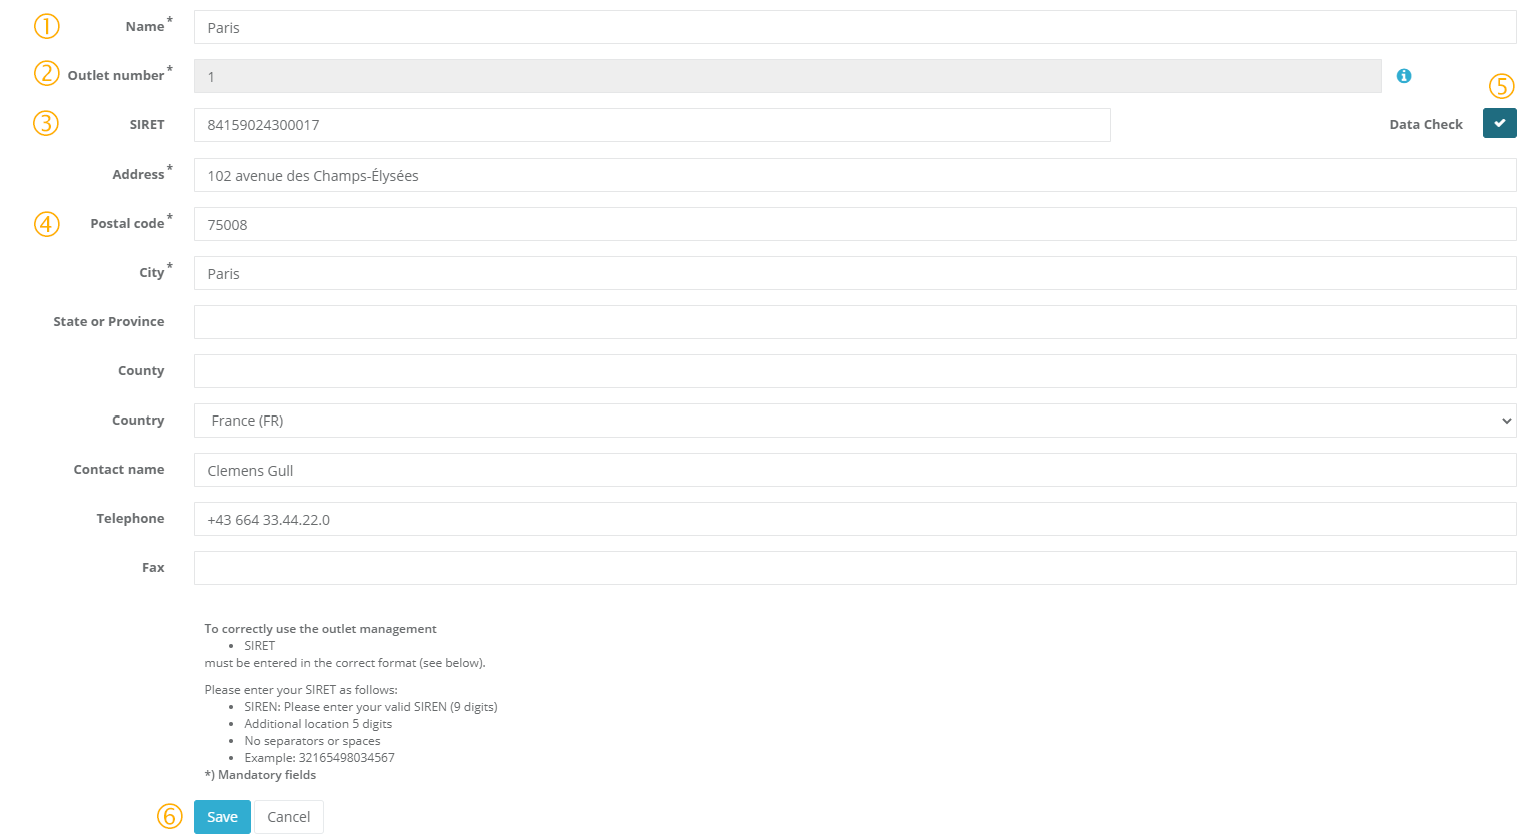 ① Name* Paris
② Outlet number* 1
⑤
③ SIRET 84159024300017 Data Check
Address* 102 avenue des Champs-Élysées
④ Postal code* 75008
City* Paris
State or Province
County
Country France (FR)
Contact name Clemens Gull
Telephone +43 664 33.44.22.0
Fax
To correctly use the outlet management
• SIRET
must be entered in the correct format (see below).
Please enter your SIRET as follows:
• SIREN: Please enter your valid SIREN (9 digits)
• Additional location 5 digits
• No separators or spaces
• Example: 32165498034567
*) Mandatory fields
⑥ Save Cancel